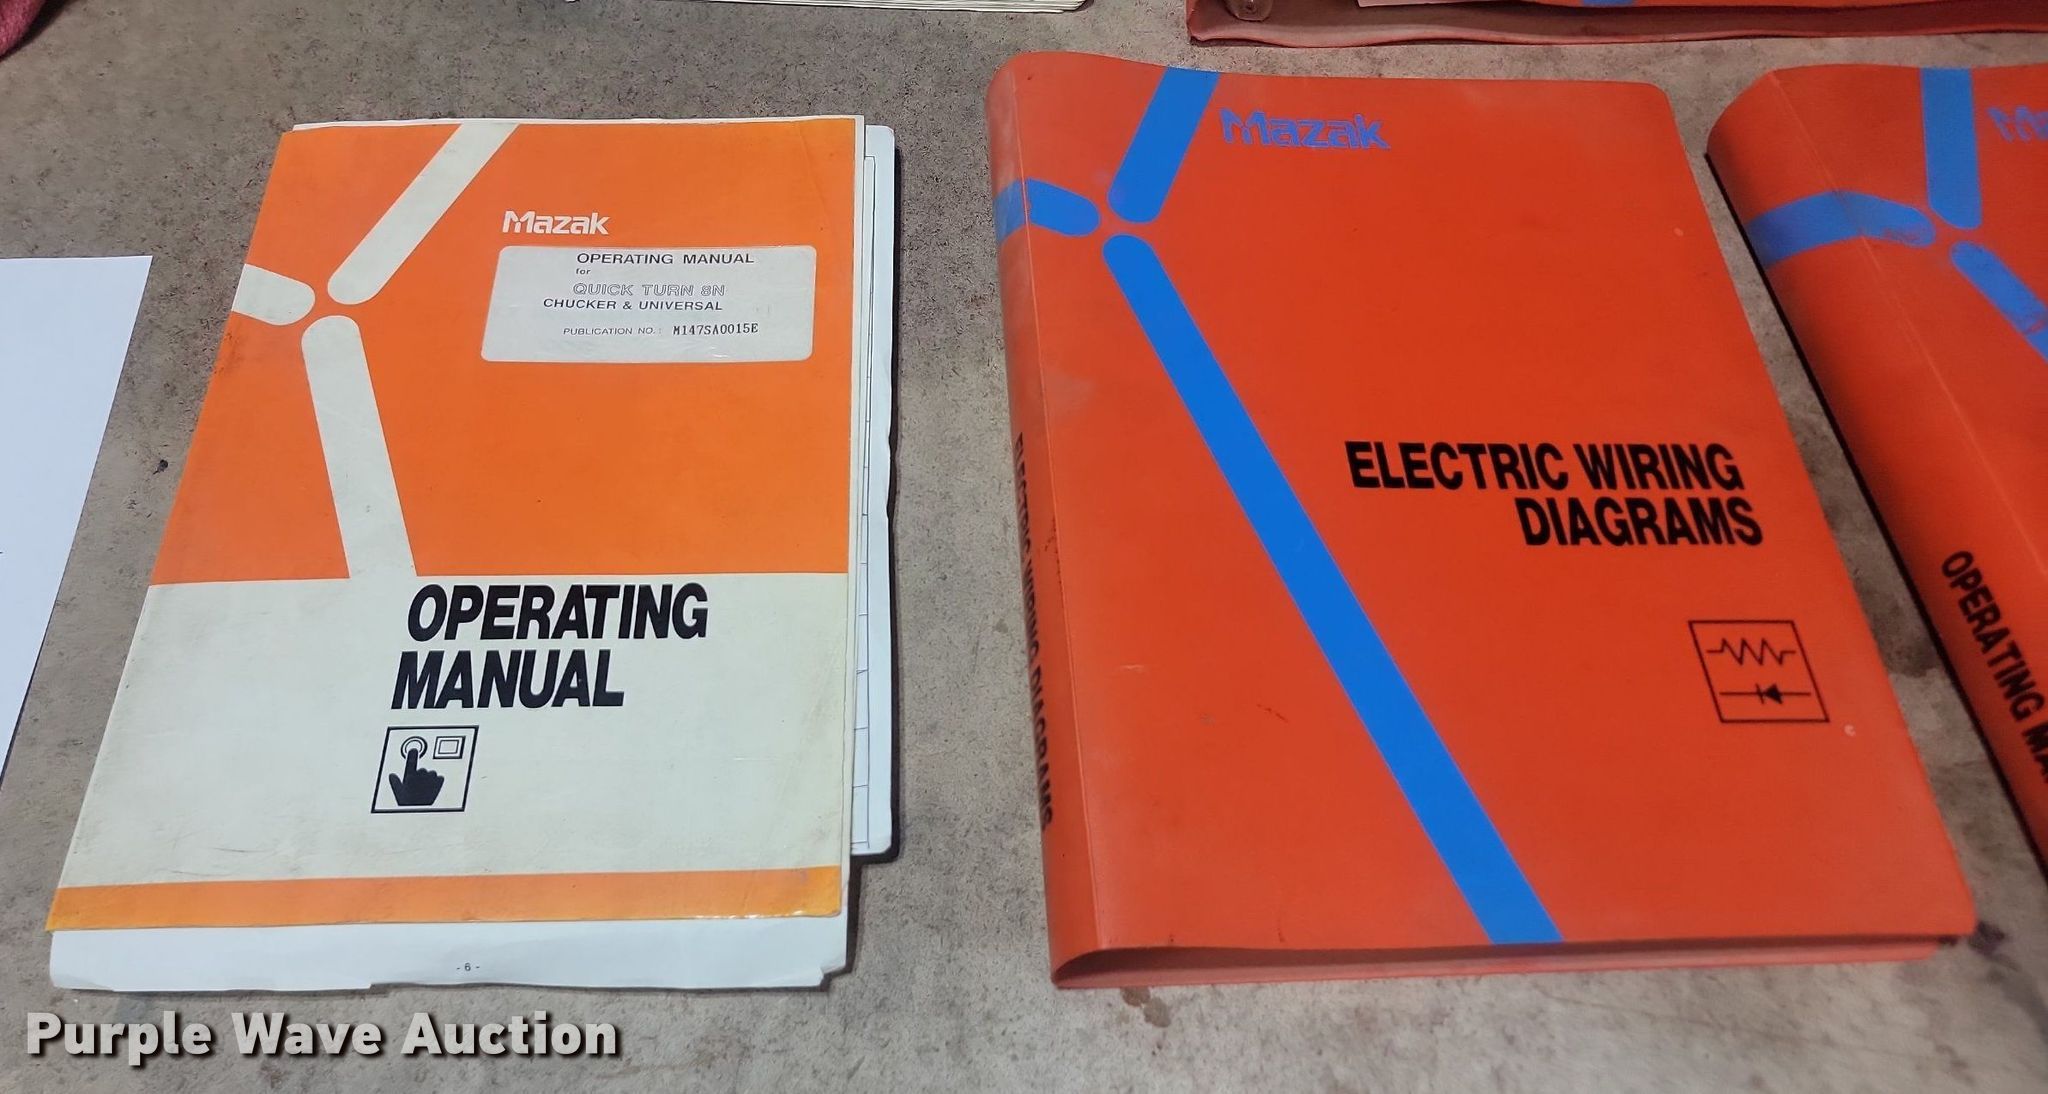 Mazak
OPERATING MANUAL
for
QUICK TURN 8N
CHUCKER & UNIVERSAL
PUBLICATION NO.: M147SA0015E
OPERATING
MANUAL
- 6 -
Mazak
ELECTRIC WIRING
DIAGRAMS
ELECTRIC WIRING DIAGRAMS
OPERATING
Purple Wave Auction